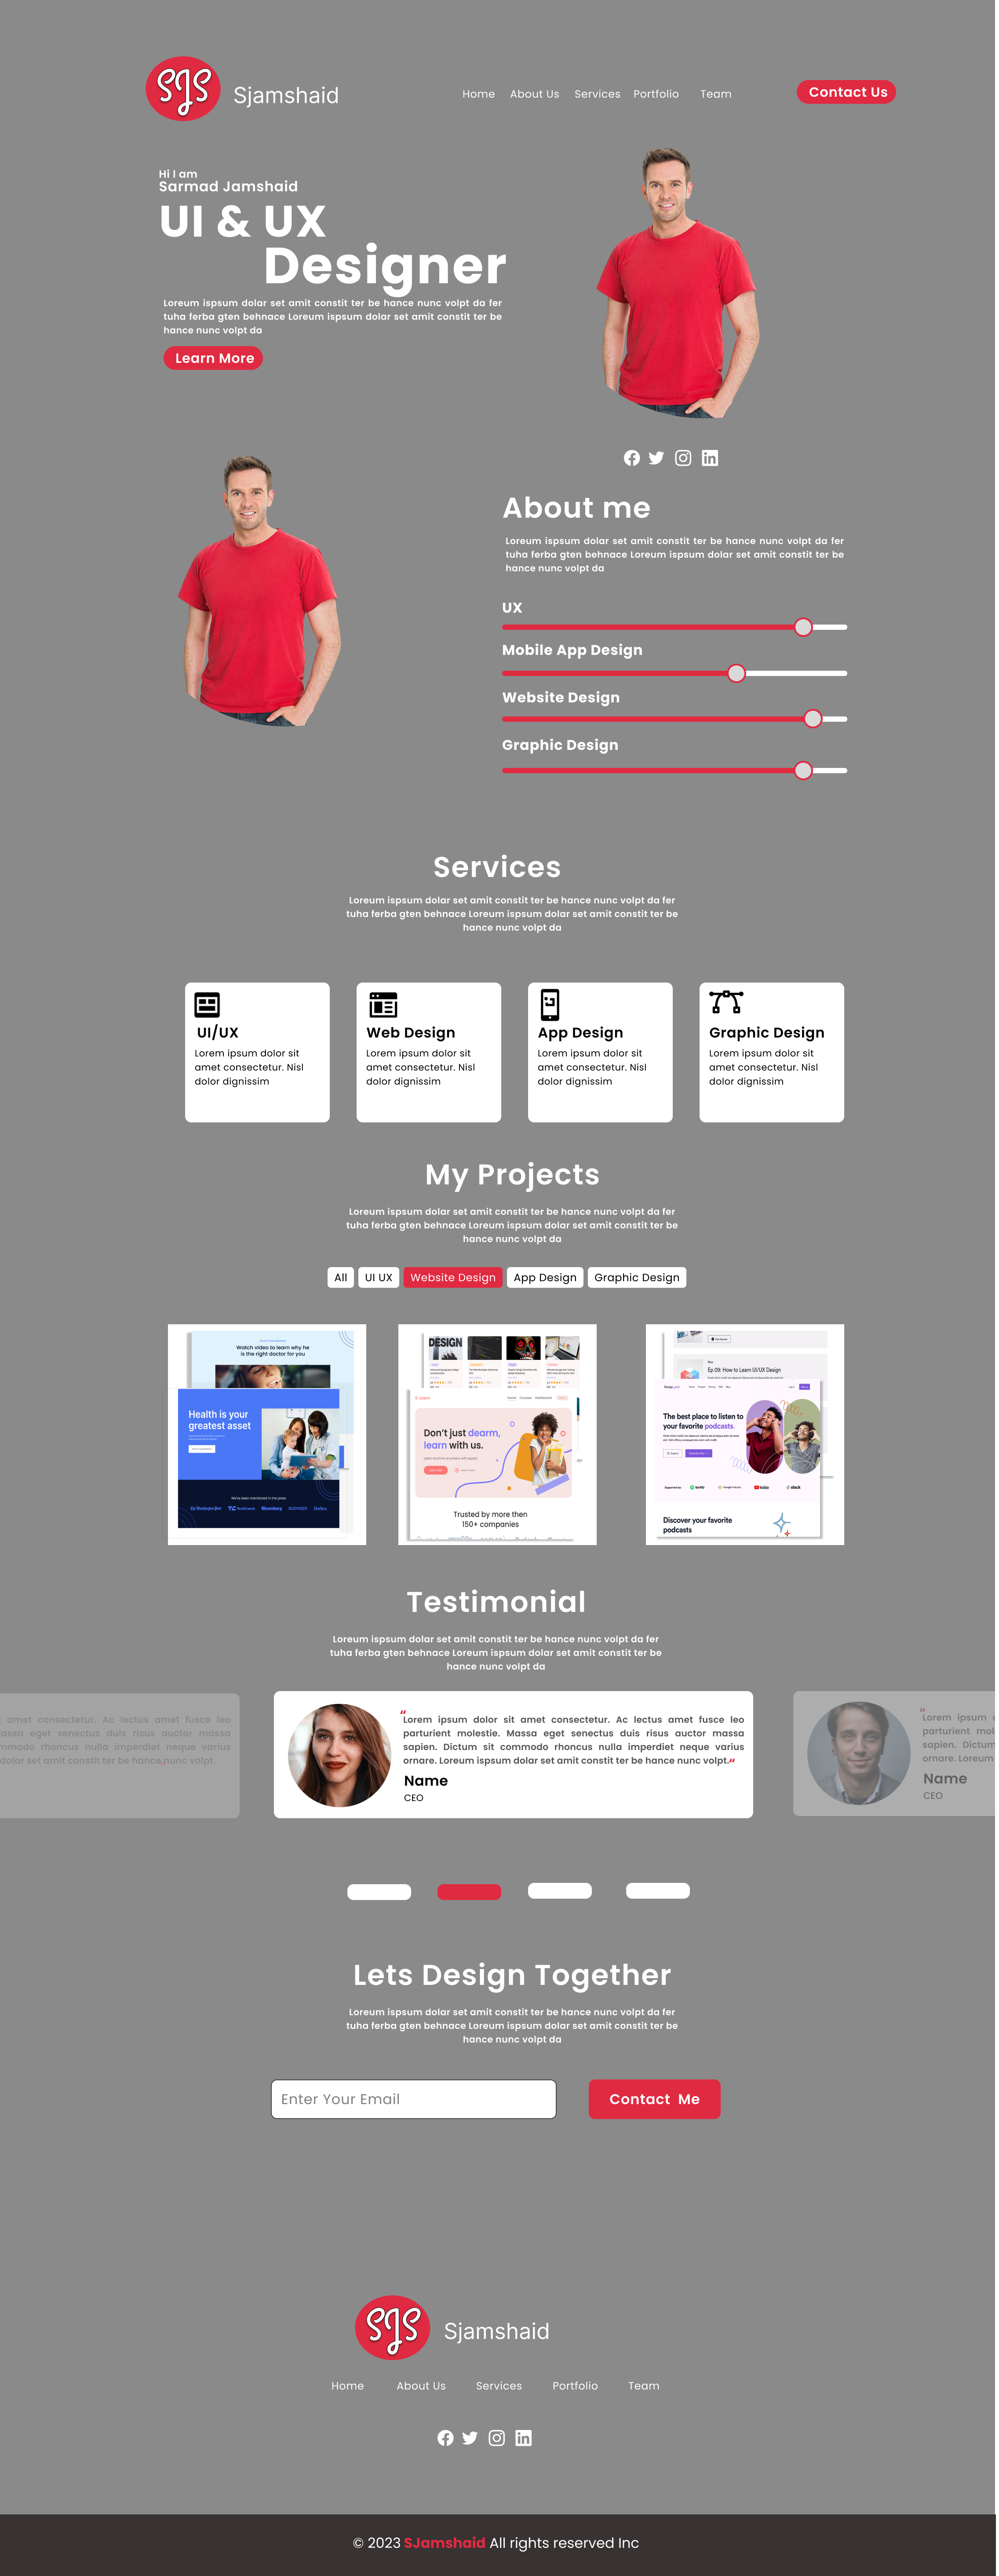 SJS
Sjamshaid
Home About Us Services Portfolio Team
Contact Us
Hi I am
Sarmad Jamshaid
UI & UX
Designer
Loreum ispsum dolar set amit constit ter be hance nunc volpt da fer
tuha ferba gten behnace Loreum ispsum dolar set amit constit ter be
hance nunc volpt da
Learn More
About me
Loreum ispsum dolar set amit constit ter be hance nunc volpt da fer
tuha ferba gten behnace Loreum ispsum dolar set amit constit ter be
hance nunc volpt da
UX
Mobile App Design
Website Design
Graphic Design
Services
Loreum ispsum dolar set amit constit ter be hance nunc volpt da fer
tuha ferba gten behnace Loreum ispsum dolar set amit constit ter be
hance nunc volpt da
UI/UX
Lorem ipsum dolor sit
amet consectetur. Nisl
dolor dignissim
Web Design
Lorem ipsum dolor sit
amet consectetur. Nisl
dolor dignissim
App Design
Lorem ipsum dolor sit
amet consectetur. Nisl
dolor dignissim
Graphic Design
Lorem ipsum dolor sit
amet consectetur. Nisl
dolor dignissim
My Projects
Loreum ispsum dolar set amit constit ter be hance nunc volpt da fer
tuha ferba gten behnace Loreum ispsum dolar set amit constit ter be
hance nunc volpt da
All UI UX Website Design App Design Graphic Design
Watch video to learn why he
is the right doctor for you
Health is your
greatest asset
We've been mentioned in the press
The Washington Post TC TechCrunch Bloomberg GIZMODO Forbes
DESIGN
E-Learn
Don't just dearm,
learn with us.
Trusted by more then
150+ companies
Ep 09: How to Learn UI/UX Design
The best place to listen to
your favorite podcasts.
Supported by: Spotify Google Podcast YouTube slack
Discover your favorite
podcasts
Testimonial
Loreum ispsum dolar set amit constit ter be hance nunc volpt da fer
tuha ferba gten behnace Loreum ispsum dolar set amit constit ter be
hance nunc volpt da
amet consectetur. Ac lectus amet fusce leo
massa eget senectus duis risus auctor massa
commodo rhoncus nulla imperdiet neque varius
dolar set amit constit ter be hance nunc volpt.”
“Lorem ipsum dolor sit amet consectetur. Ac lectus amet fusce leo
parturient molestie. Massa eget senectus duis risus auctor massa
sapien. Dictum sit commodo rhoncus nulla imperdiet neque varius
ornare. Loreum ispsum dolar set amit constit ter be hance nunc volpt.“
Name
CEO
“Lorem ipsum
parturient
sapien. Dictum
ornare. Loreum
Name
CEO
Lets Design Together
Loreum ispsum dolar set amit constit ter be hance nunc volpt da fer
tuha ferba gten behnace Loreum ispsum dolar set amit constit ter be
hance nunc volpt da
Enter Your Email
Contact Me
SJS
Sjamshaid
Home About Us Services Portfolio Team
© 2023 SJamshaid All rights reserved Inc